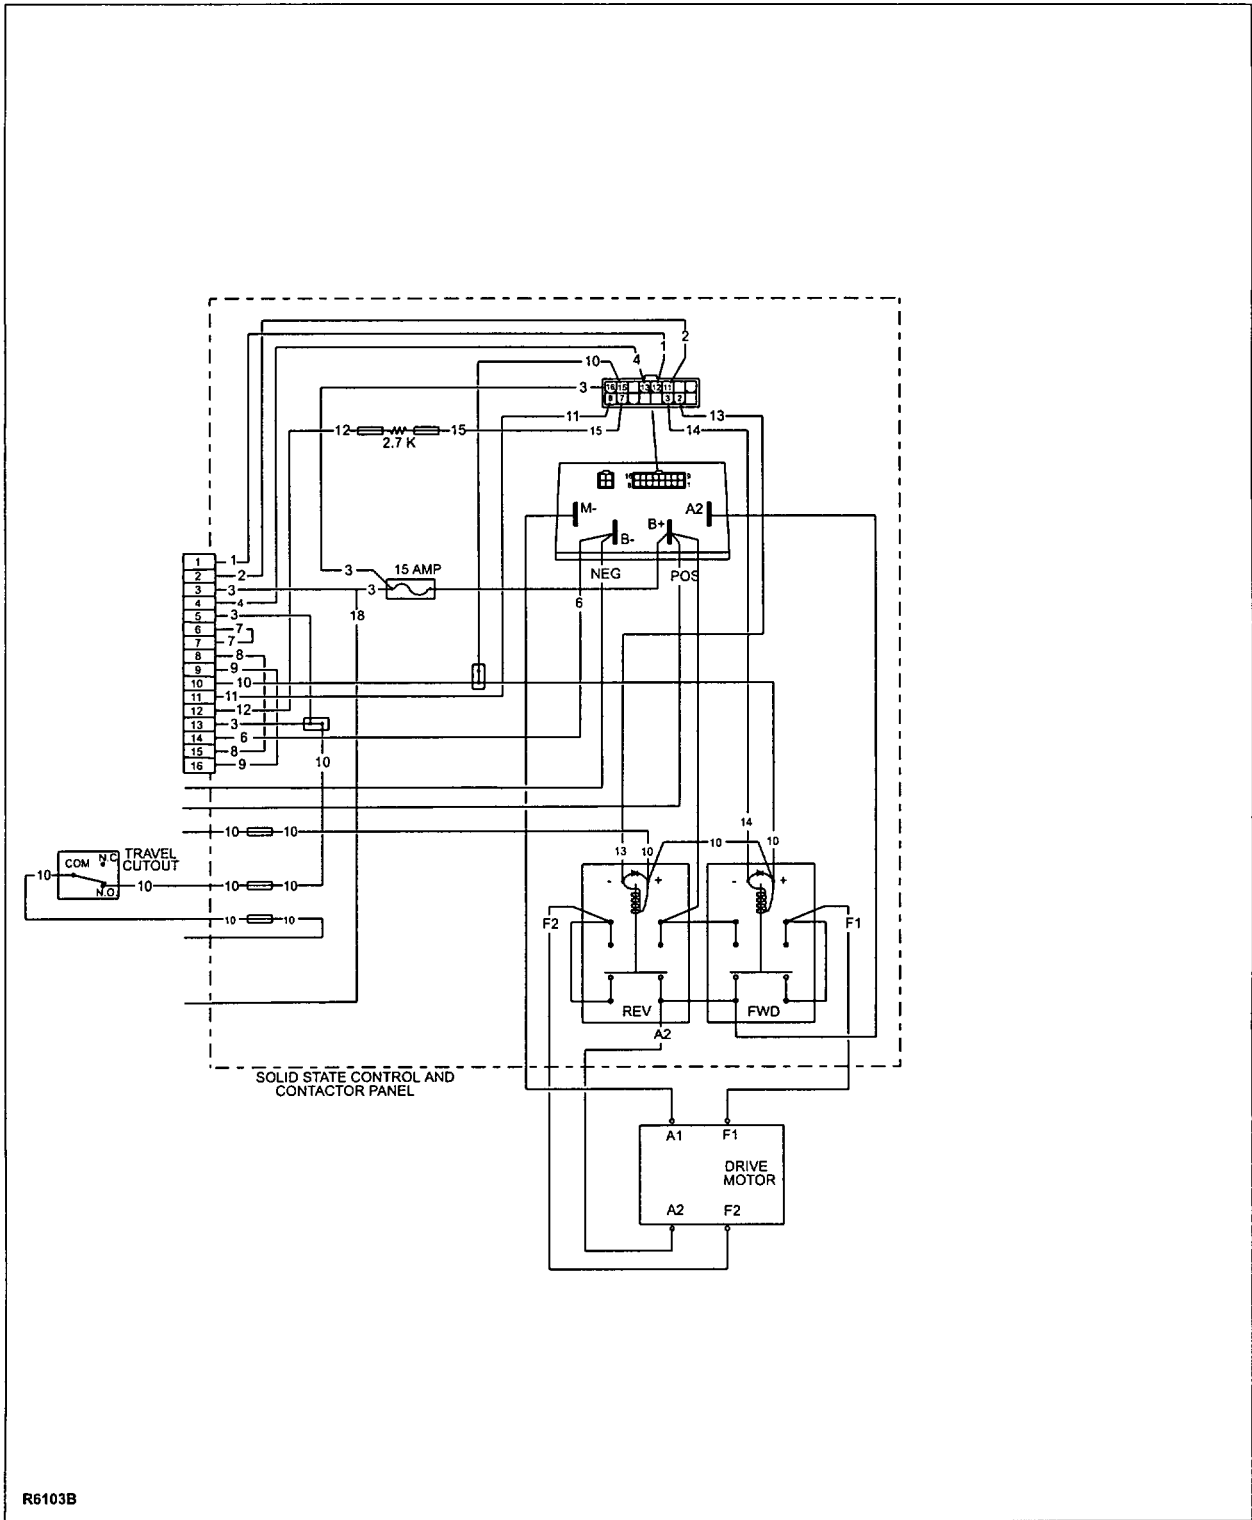 2
1
10
4
3
16 15 13 12 11
8 7 3 2
11
13
12
2.7 K
15
15
14
16 9
8 1
M-
B+
A2
B-
NEG
POS
15 AMP
3
3
6
18
1 1
2 2
3 3
4 4
5 3
6 7
7 7
8 8
9 9
10 10
11 11
12 12
13 3
14 6
15 8
16 9
10
14
10 10
13 10
10
10
TRAVEL
CUTOUT
COM
N.C.
N.O.
10
10
10
10
10
10
- +
- +
F2
F1
REV
FWD
A2
SOLID STATE CONTROL AND
CONTACTOR PANEL
A1
F1
DRIVE
MOTOR
A2
F2
R6103B